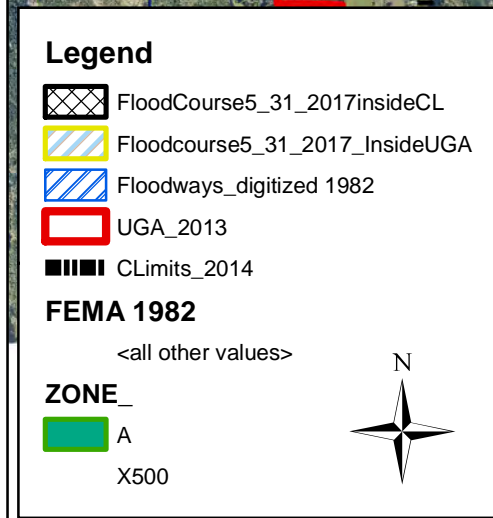 Legend
FloodCourse5_31_2017insideCL
Floodcourse5_31_2017_InsideUGA
Floodways_digitized 1982
UGA_2013
CLimits_2014
FEMA 1982
<all other values>
N
ZONE_
A
X500